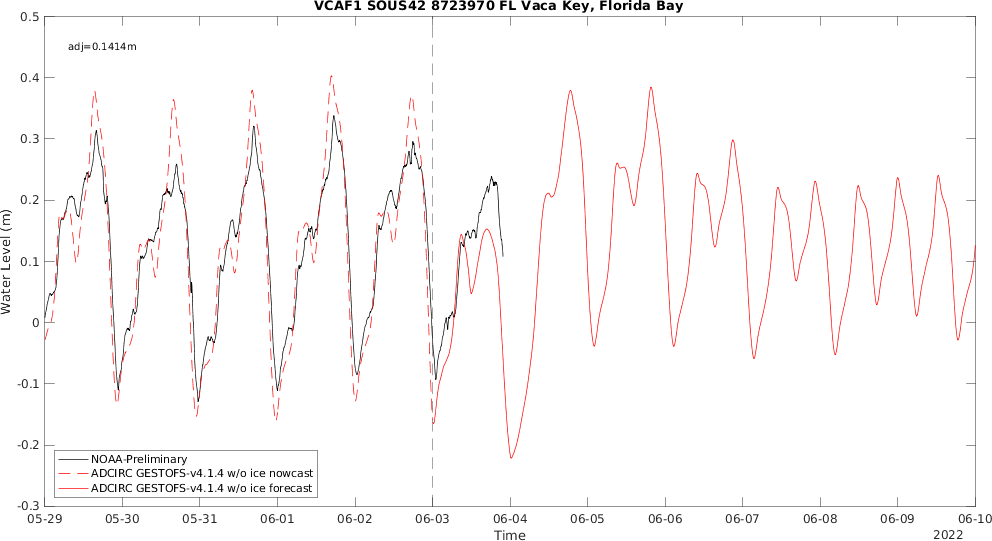 VCAF1 SOUS42 8723970 FL Vaca Key, Florida Bay
0.5
adj=0.1414m
0.4
0.3
0.2
0.1
0
-0.1
-0.2
-0.3
Water Level (m)
NOAA-Preliminary
ADCIRC GESTOFS-v4.1.4 w/o ice nowcast
ADCIRC GESTOFS-v4.1.4 w/o ice forecast
05-29 05-30 05-31 06-01 06-02 06-03 06-04 06-05 06-06 06-07 06-08 06-09 06-10
Time
2022